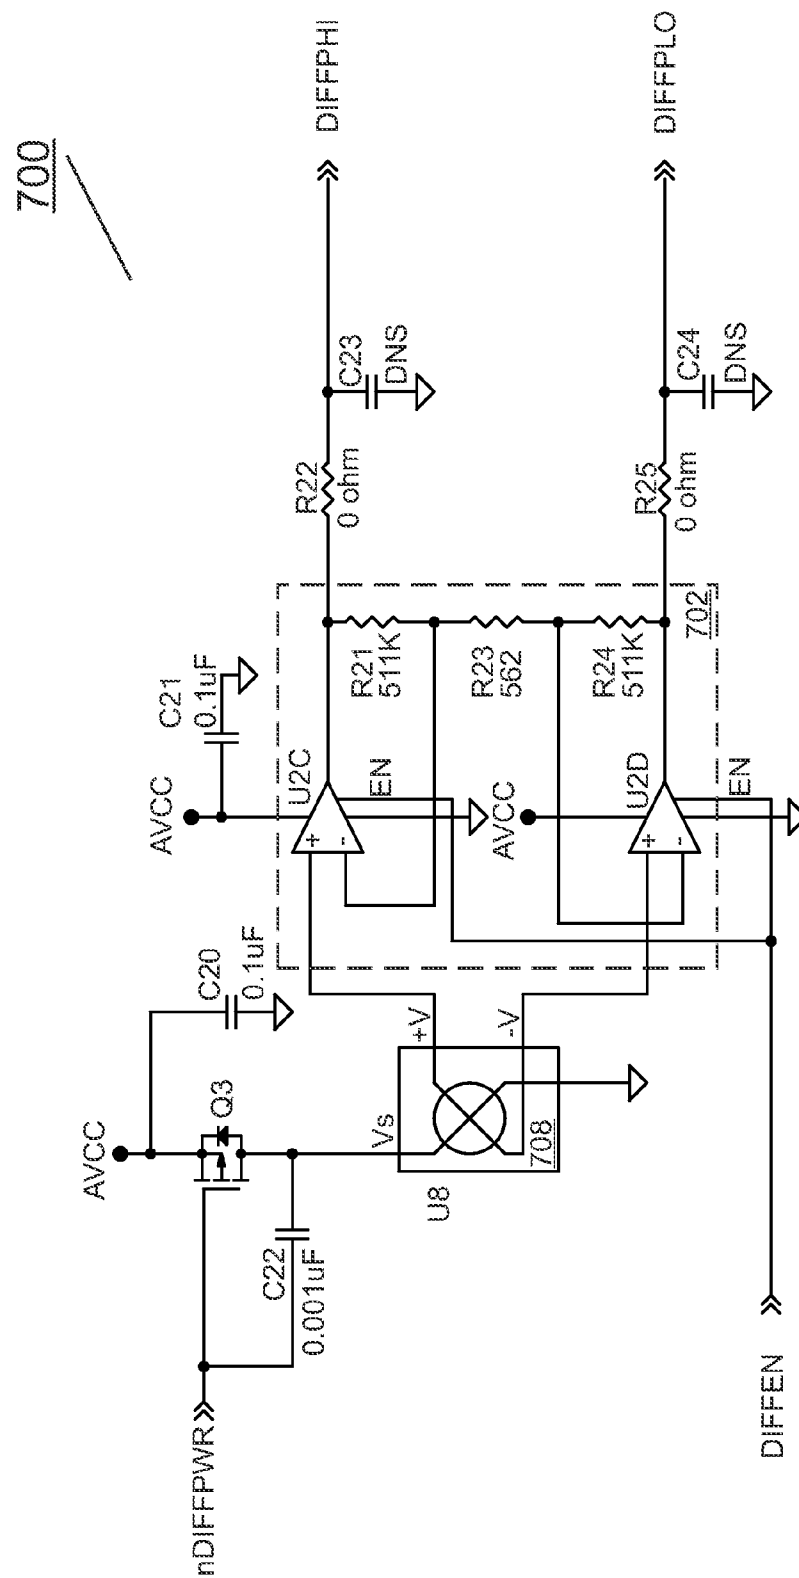 700
nDIFFPWR
AVCC
Q3
C20
0.1uF
C22
0.001uF
Vs
U8
708
+V
-V
AVCC
C21
0.1uF
U2C
+
-
EN
R21
511K
R23
562
R24
511K
AVCC
U2D
+
-
EN
702
R22
0 ohm
C23
DNS
DIFFPHI
R25
0 ohm
C24
DNS
DIFFPLO
DIFFEN